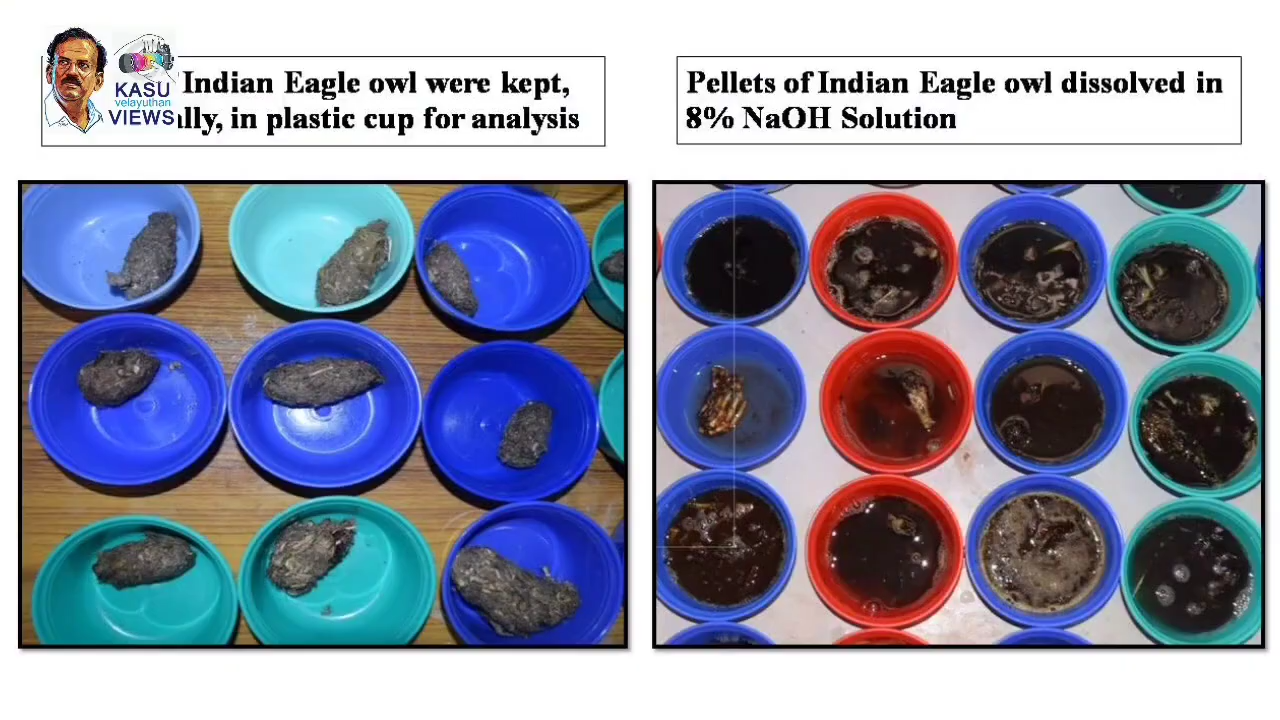 KASU
velayuthan
VIEWS
Indian Eagle owl were kept,
lly, in plastic cup for analysis
Pellets of Indian Eagle owl dissolved in
8% NaOH Solution